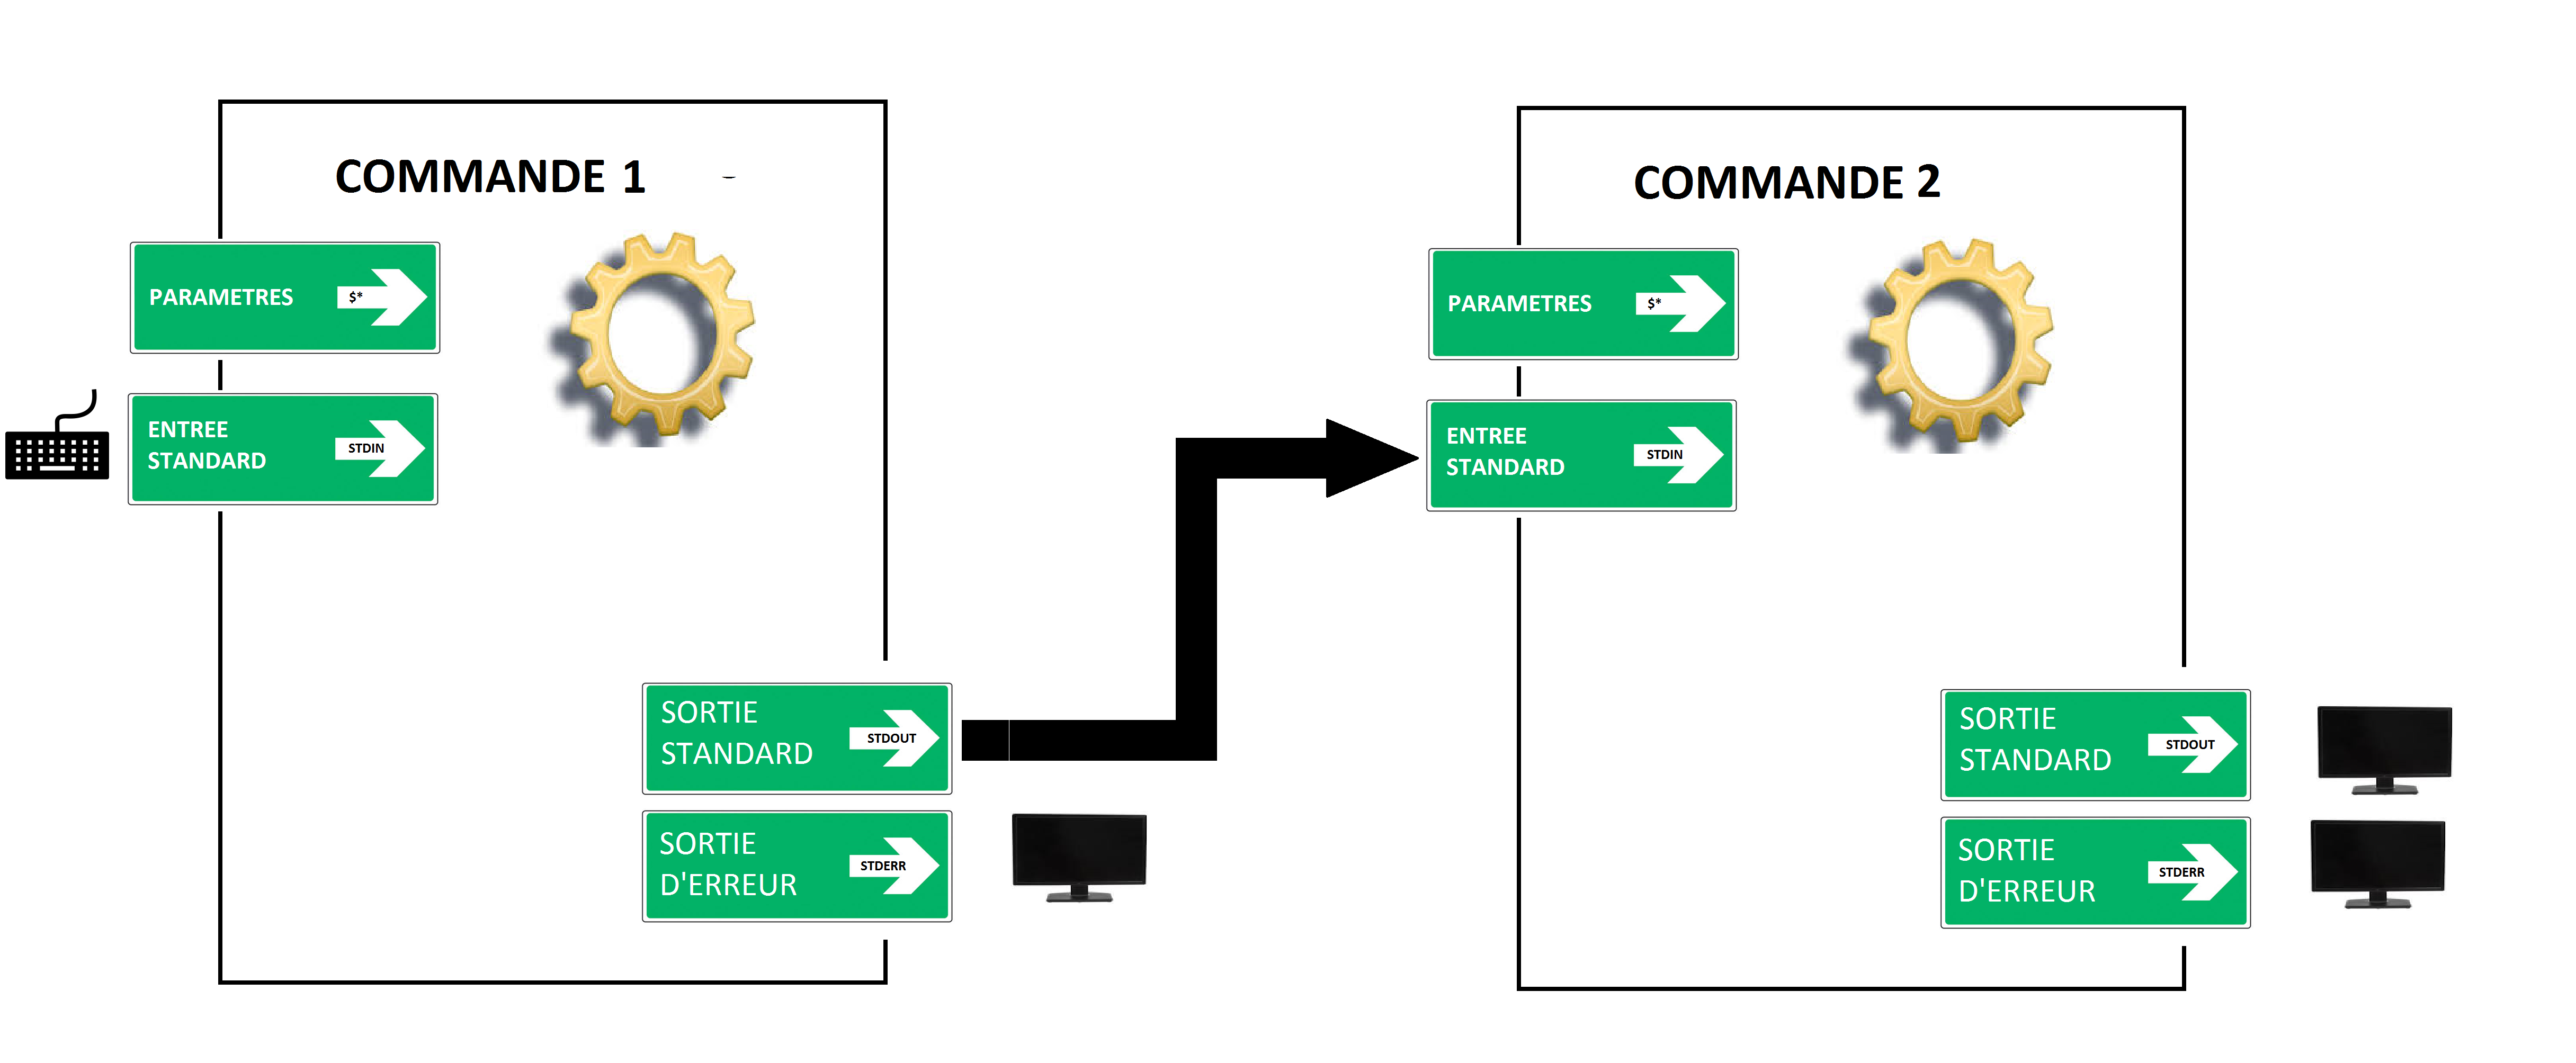 COMMANDE 1
PARAMETRES
$*
ENTREE
STANDARD
STDIN
SORTIE
STANDARD
STDOUT
SORTIE
D'ERREUR
STDERR
COMMANDE 2
PARAMETRES
$*
ENTREE
STANDARD
STDIN
SORTIE
STANDARD
STDOUT
SORTIE
D'ERREUR
STDERR